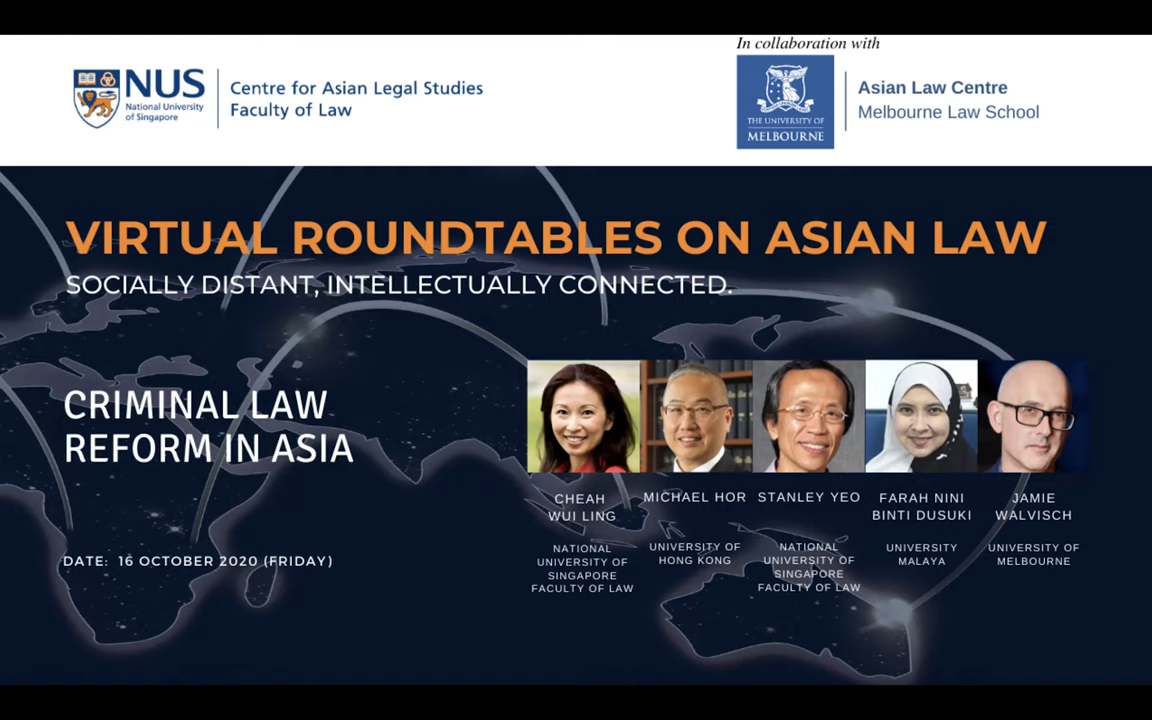 In collaboration with
NUS
National University
of Singapore
Centre for Asian Legal Studies
Faculty of Law
THE UNIVERSITY OF
MELBOURNE
Asian Law Centre
Melbourne Law School
VIRTUAL ROUNDTABLES ON ASIAN LAW
SOCIALLY DISTANT, INTELLECTUALLY CONNECTED.
CRIMINAL LAW
REFORM IN ASIA
DATE: 16 OCTOBER 2020 (FRIDAY)
CHEAH
WUI LING
NATIONAL
UNIVERSITY OF
SINGAPORE
FACULTY OF LAW
MICHAEL HOR
UNIVERSITY OF
HONG KONG
STANLEY YEO
NATIONAL
UNIVERSITY OF
SINGAPORE
FACULTY OF LAW
FARAH NINI
BINTI DUSUKI
UNIVERSITY
MALAYA
JAMIE
WALVISCH
UNIVERSITY OF
MELBOURNE